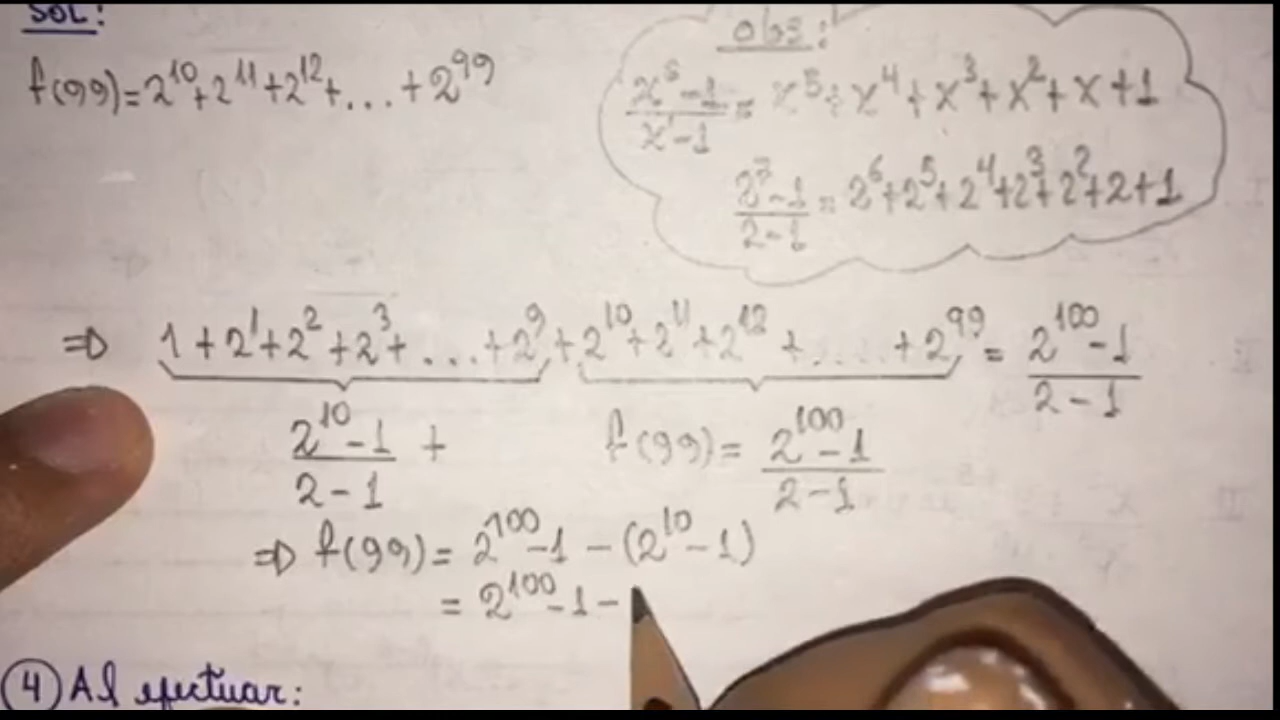 SOL:
f(99)=2^10+2^11+2^12+...+2^99
obs:
(x^6-1)/(x^1-1) = x^5+x^4+x^3+x^2+x+1
(2^7-1)/(2-1) = 2^6+2^5+2^4+2^3+2^2+2+1
⇒ 1+2^1+2^2+2^3+...+2^9+2^10+2^11+2^12+....+2^99 = (2^100-1)/(2-1)
(2^10-1)/(2-1) + f(99) = (2^100-1)/(2-1)
⇒ f(99) = 2^100-1-(2^10-1)
= 2^100-1-
4 Al efectuar: